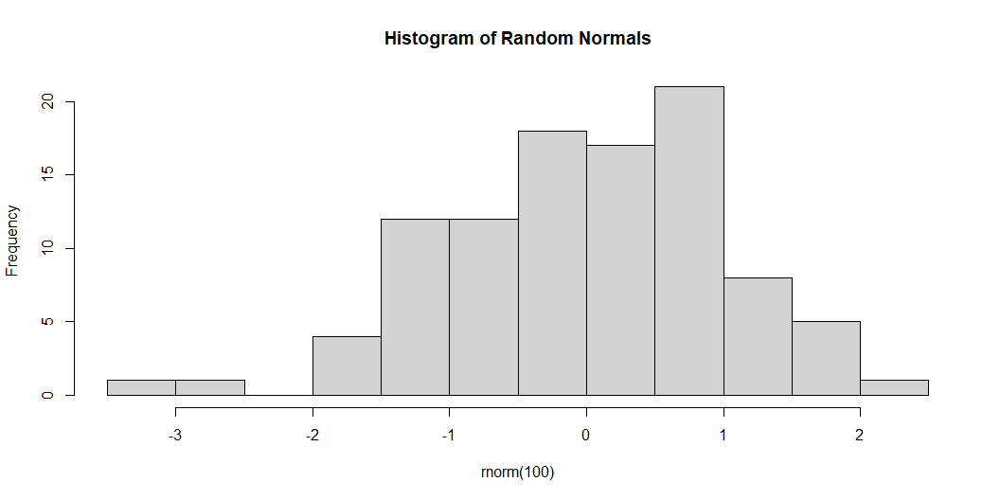 Histogram of Random Normals
Frequency
20
15
10
5
0
-3 -2 -1 0 1 2
rnorm(100)